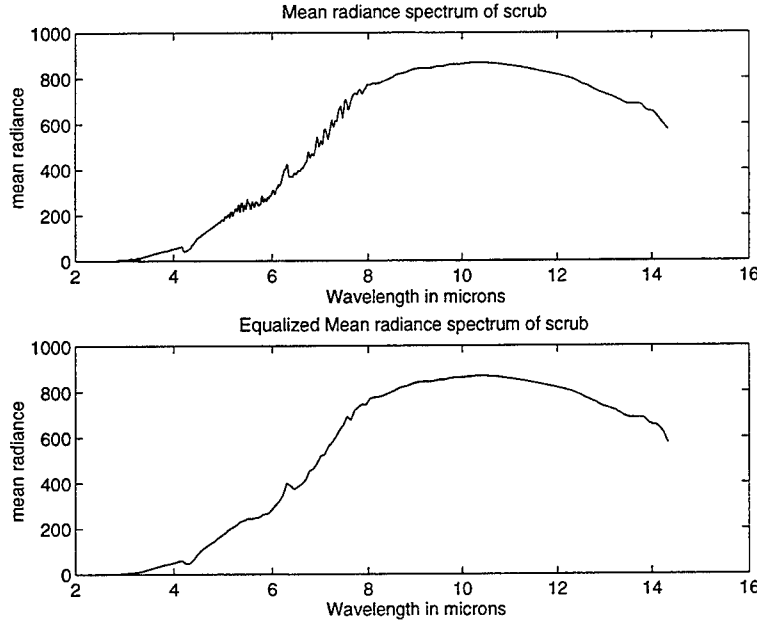 Mean radiance spectrum of scrub
1000
800
600
400
200
0
mean radiance
2 4 6 8 10 12 14 16
Wavelength in microns
Equalized Mean radiance spectrum of scrub
1000
800
600
400
200
0
mean radiance
2 4 6 8 10 12 14 16
Wavelength in microns